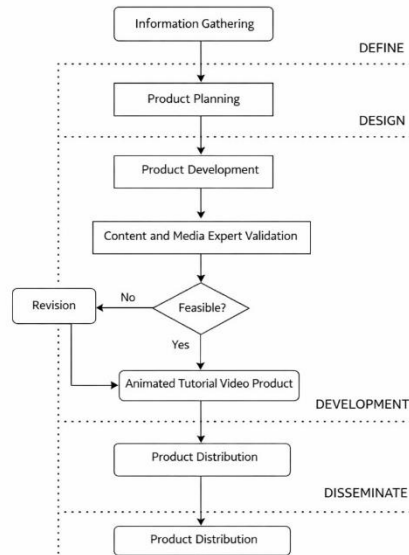 Information Gathering
DEFINE
Product Planning
DESIGN
Product Development
Content and Media Expert Validation
No
Revision
Feasible?
Yes
Animated Tutorial Video Product
DEVELOPMENT
Product Distribution
DISSEMINATE
Product Distribution